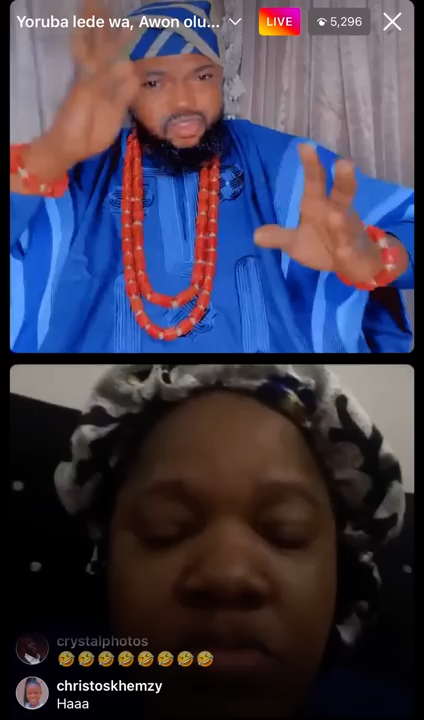 Yoruba lede wa, Awon olu...
LIVE
5,296
crystalphotos
🤣🤣🤣🤣🤣🤣🤣🤣
christoskhemzy
Haaa